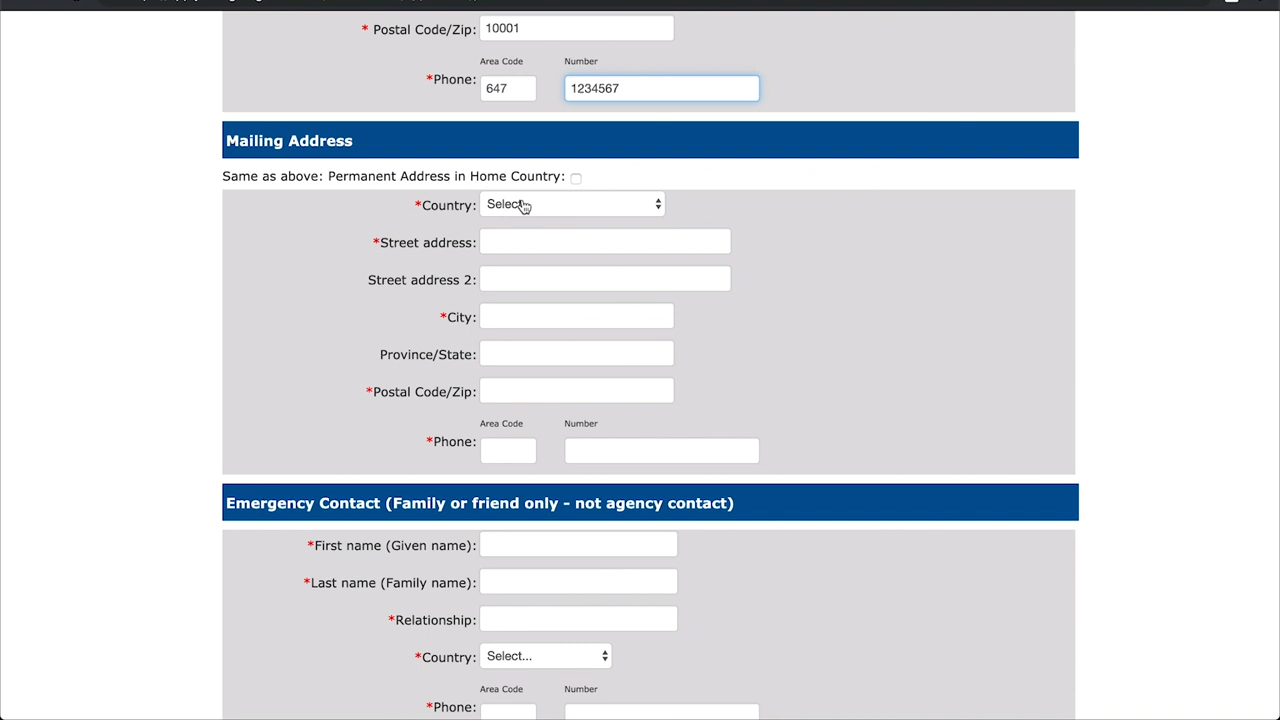 * Postal Code/Zip: 10001
Area Code Number
*Phone: 647 1234567
Mailing Address
Same as above: Permanent Address in Home Country:
*Country: Select
*Street address:
Street address 2:
*City:
Province/State:
*Postal Code/Zip:
Area Code Number
*Phone:
Emergency Contact (Family or friend only - not agency contact)
*First name (Given name):
*Last name (Family name):
*Relationship:
*Country: Select...
Area Code Number
*Phone: